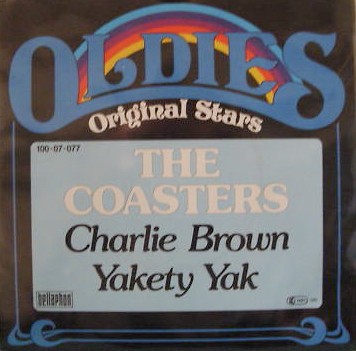 OLDIES
Original Stars
100·07·077
THE
COASTERS
Charlie Brown
Yakety Yak
bellaphon